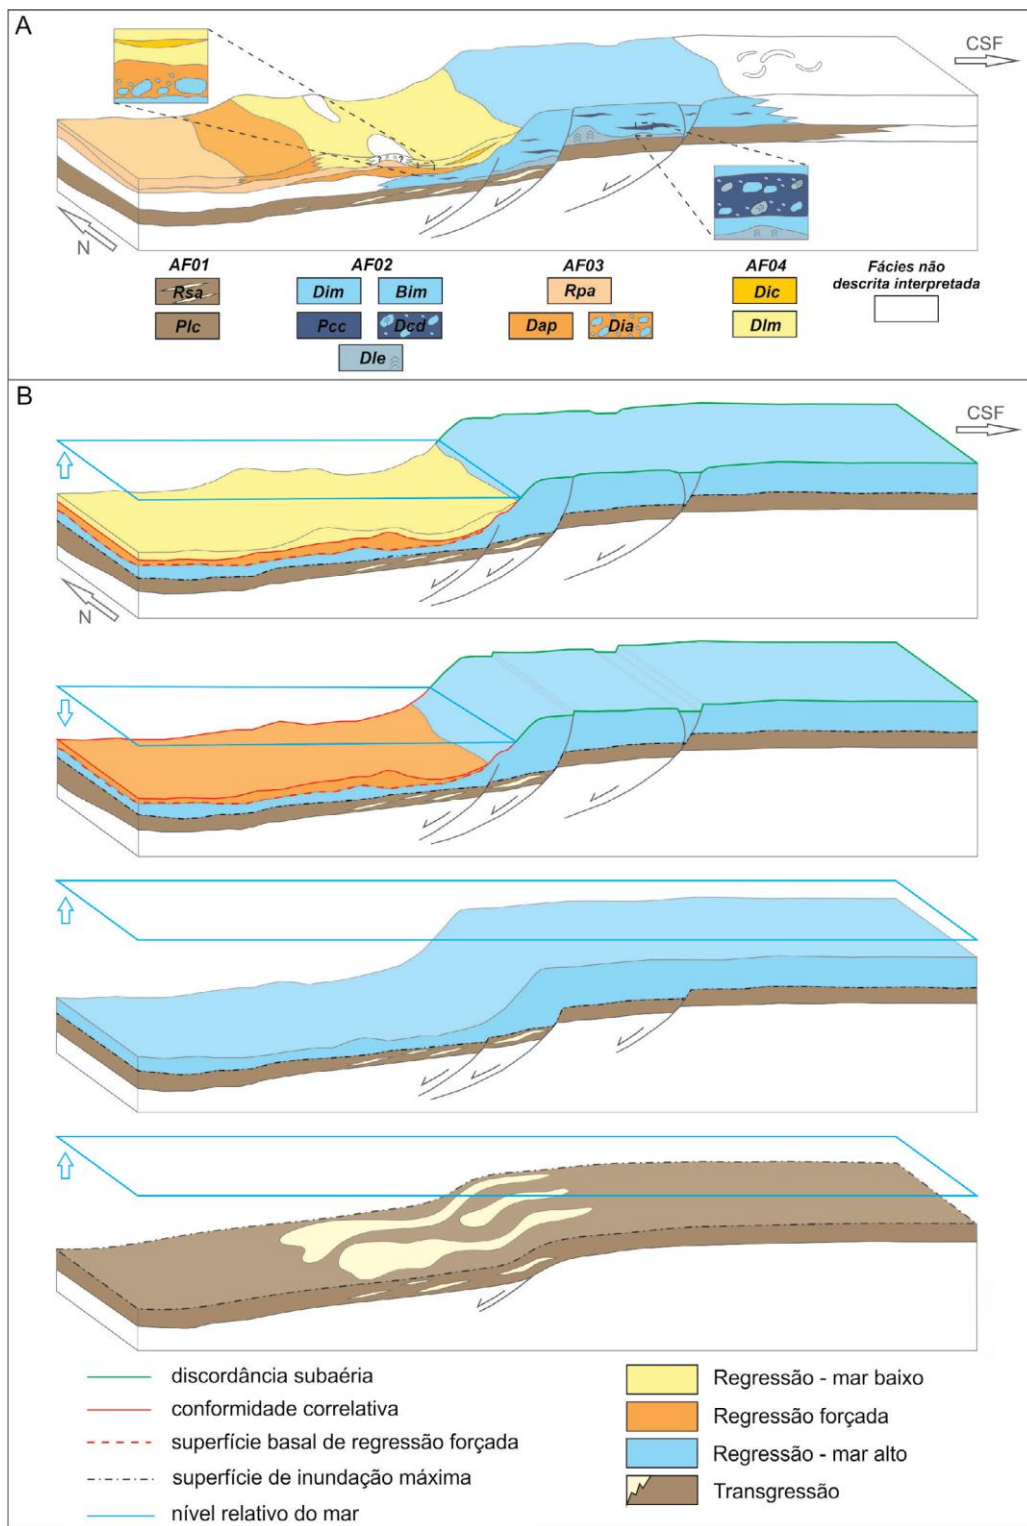 A
CSF
N
AF01
AF02
AF03
AF04
Fácies não
descrita interpretada
Rsa
Dim
Bim
Rpa
Dic
Plc
Pcc
Dcd
Dap
Dia
Dlm
Dle
? ?
B
CSF
N
discordância subaéria
conformidade correlativa
superfície basal de regressão forçada
superfície de inundação máxima
nível relativo do mar
Regressão - mar baixo
Regressão forçada
Regressão - mar alto
Transgressão